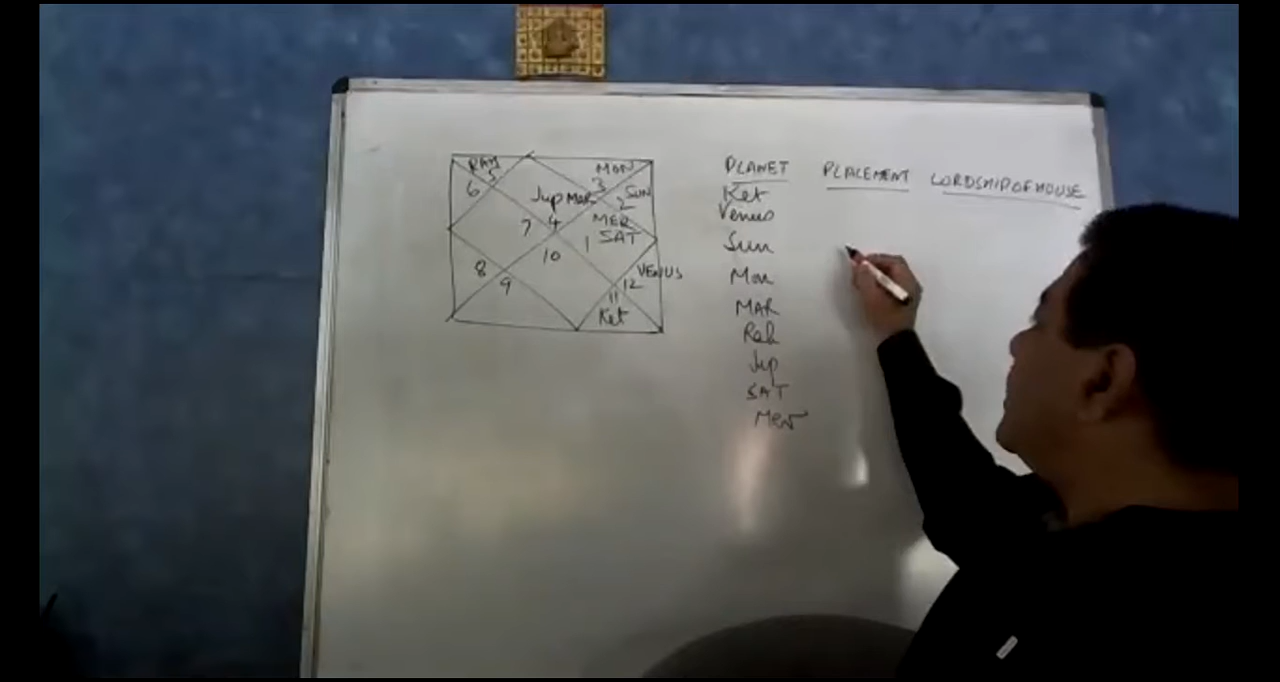 RAH
5
6
MON
3
SUN
2
Jup MAR
7
4
MER
SAT
1
10
8
9
VENUS
12
11
Ket
PLANET PLACEMENT LORDSHIP OF HOUSE
Ket
Venus
Sun
Mon
MAR
Rah
Jup
SAT
Mer